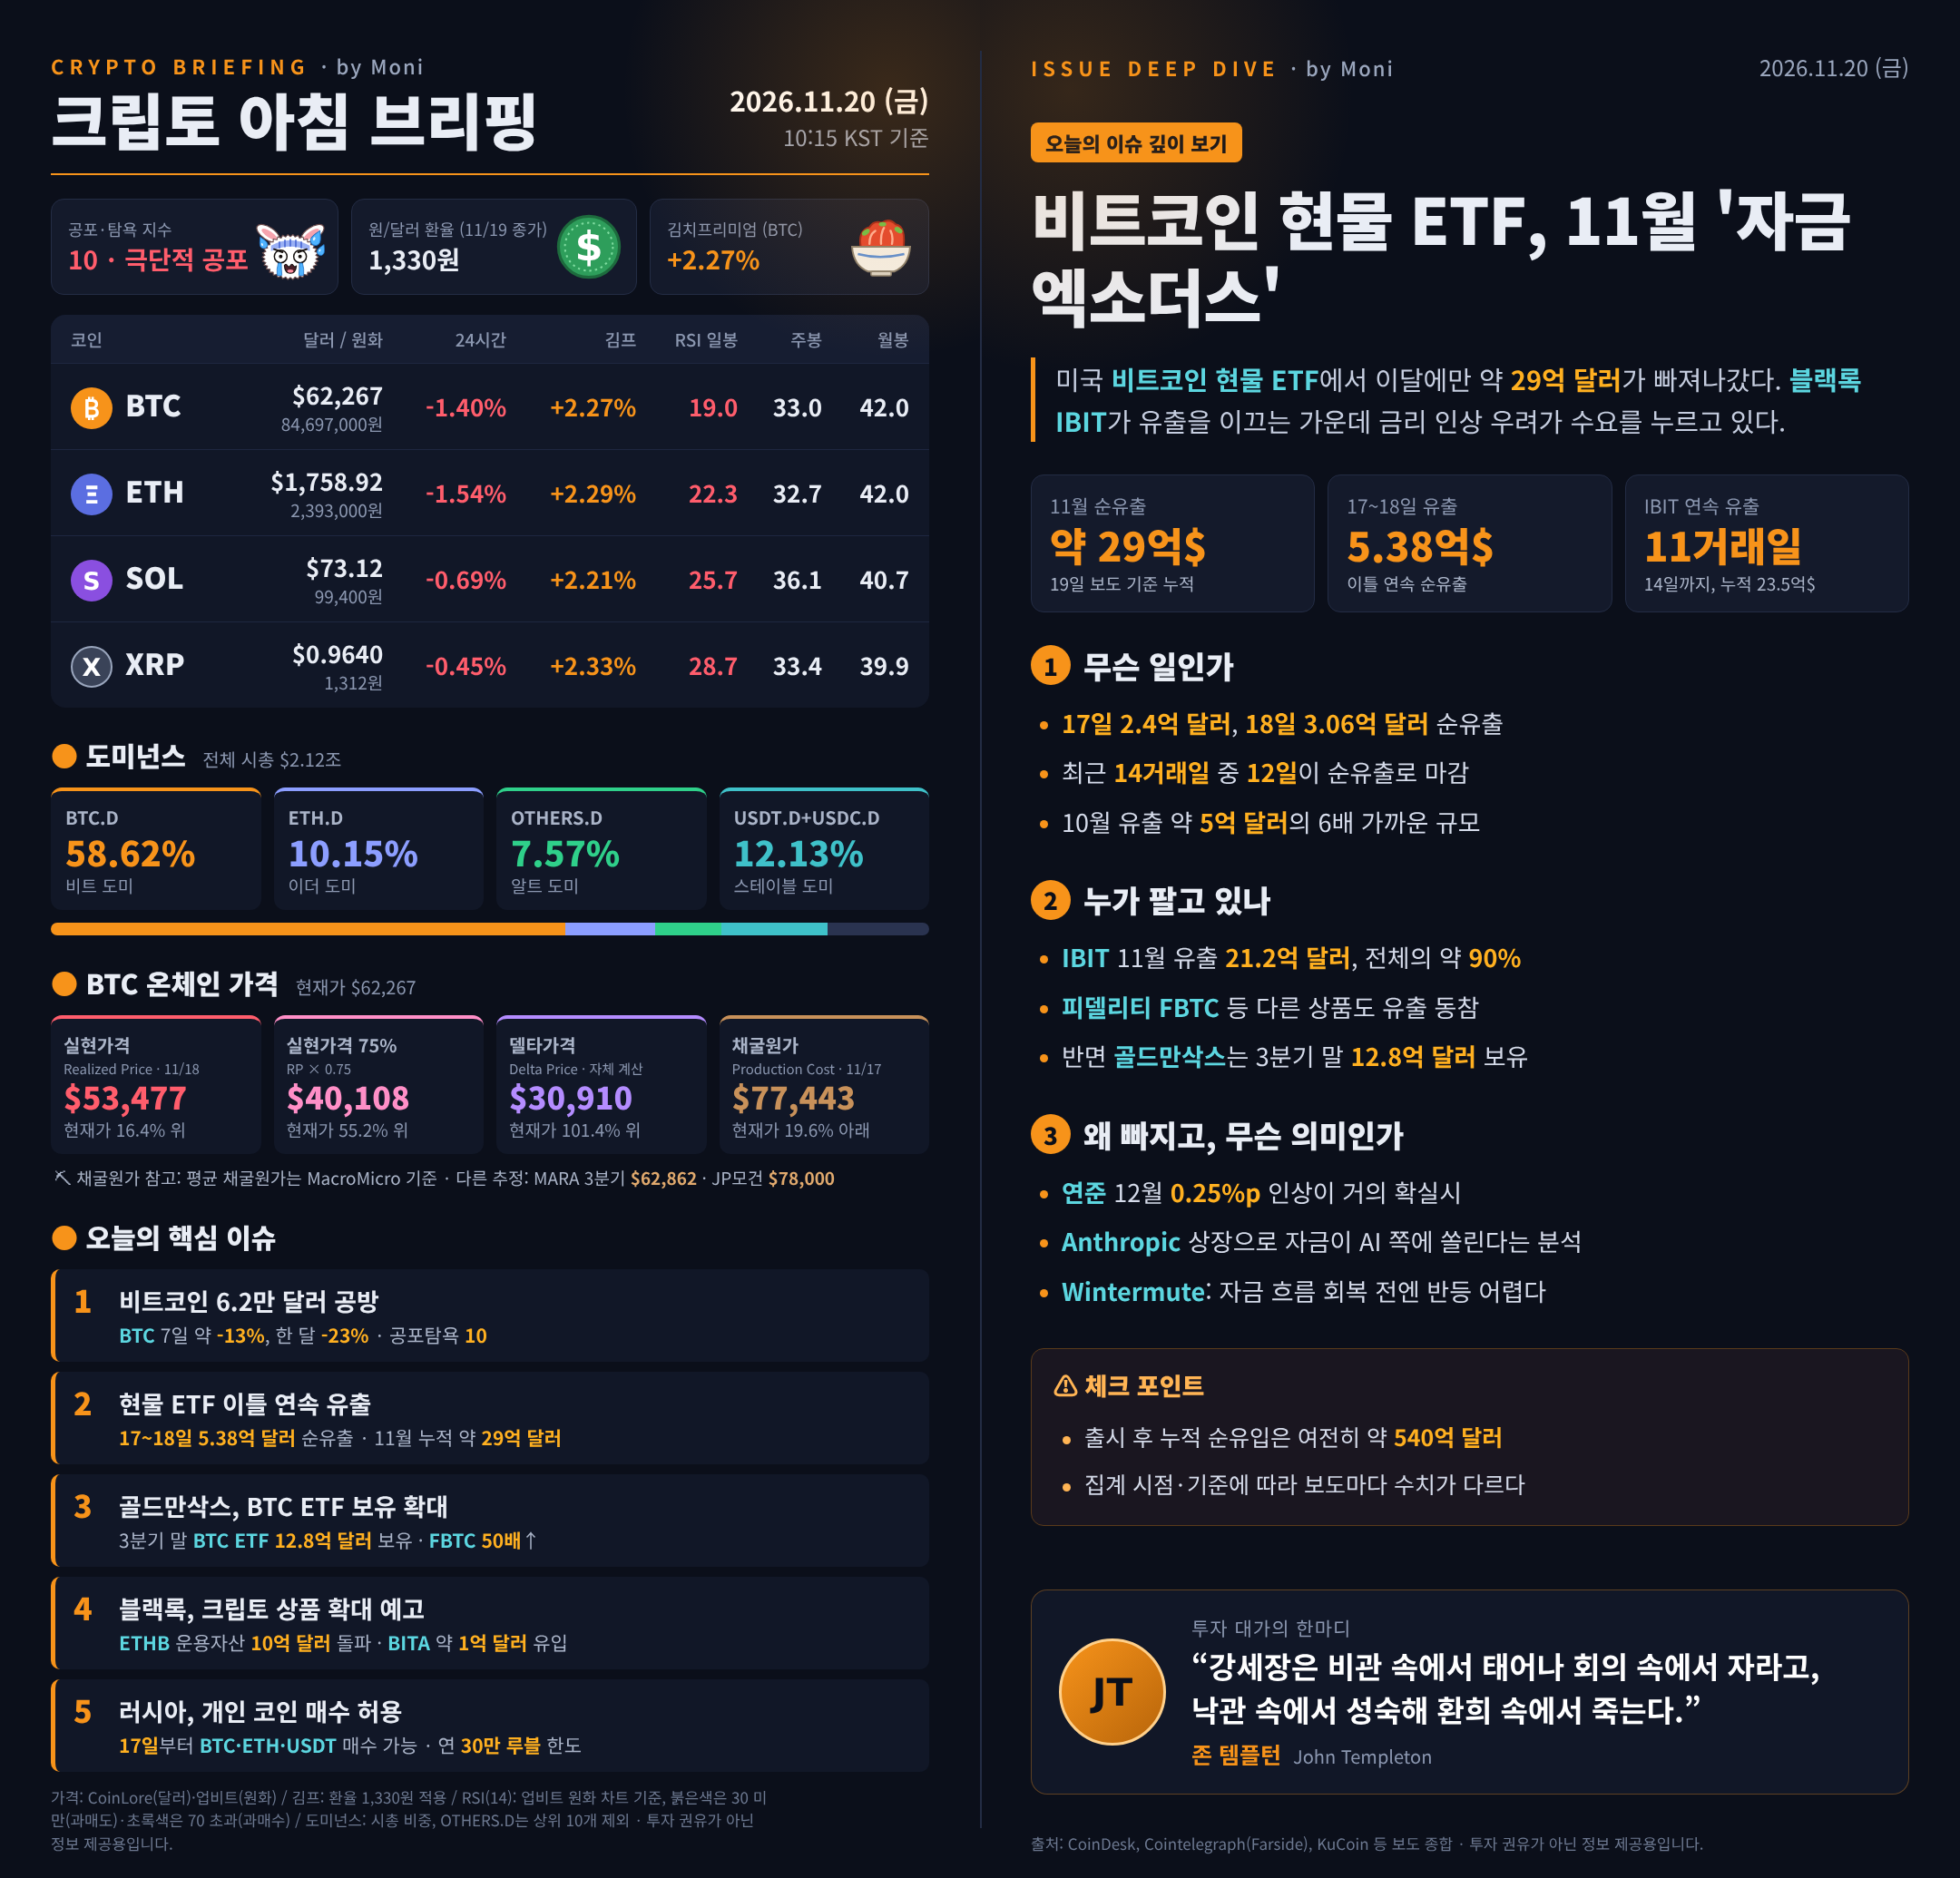 CRYPTO BRIEFING · by Moni
크립토 아침 브리핑
2026.11.20 (금)
10:15 KST 기준
공포·탐욕 지수
10 · 극단적 공포
원/달러 환율 (11/19 종가)
1,330원
$
김치프리미엄 (BTC)
+2.27%
코인 달러 / 원화 24시간 김프 RSI 일봉 주봉 월봉
₿ BTC $62,267 -1.40% +2.27% 19.0 33.0 42.0
84,697,000원
Ξ ETH $1,758.92 -1.54% +2.29% 22.3 32.7 42.0
2,393,000원
S SOL $73.12 -0.69% +2.21% 25.7 36.1 40.7
99,400원
X XRP $0.9640 -0.45% +2.33% 28.7 33.4 39.9
1,312원
도미넌스 전체 시총 $2.12조
BTC.D
58.62%
비트 도미
ETH.D
10.15%
이더 도미
OTHERS.D
7.57%
알트 도미
USDT.D+USDC.D
12.13%
스테이블 도미
BTC 온체인 가격 현재가 $62,267
실현가격
Realized Price · 11/18
$53,477
현재가 16.4% 위
실현가격 75%
RP × 0.75
$40,108
현재가 55.2% 위
델타가격
Delta Price · 자체 계산
$30,910
현재가 101.4% 위
채굴원가
Production Cost · 11/17
$77,443
현재가 19.6% 아래
⛏ 채굴원가 참고: 평균 채굴원가는 MacroMicro 기준 · 다른 추정: MARA 3분기 $62,862 · JP모건 $78,000
오늘의 핵심 이슈
1 비트코인 6.2만 달러 공방
BTC 7일 약 -13%, 한 달 -23% · 공포탐욕 10
2 현물 ETF 이틀 연속 유출
17~18일 5.38억 달러 순유출 · 11월 누적 약 29억 달러
3 골드만삭스, BTC ETF 보유 확대
3분기 말 BTC ETF 12.8억 달러 보유 · FBTC 50배↑
4 블랙록, 크립토 상품 확대 예고
ETHB 운용자산 10억 달러 돌파 · BITA 약 1억 달러 유입
5 러시아, 개인 코인 매수 허용
17일부터 BTC·ETH·USDT 매수 가능 · 연 30만 루블 한도
가격: CoinLore(달러)·업비트(원화) / 김프: 환율 1,330원 적용 / RSI(14): 업비트 원화 차트 기준, 붉은색은 30 미
만(과매도)·초록색은 70 초과(과매수) / 도미넌스: 시총 비중, OTHERS.D는 상위 10개 제외 · 투자 권유가 아닌
정보 제공용입니다.
ISSUE DEEP DIVE · by Moni
2026.11.20 (금)
오늘의 이슈 깊이 보기
비트코인 현물 ETF, 11월 '자금
엑소더스'
미국 비트코인 현물 ETF에서 이달에만 약 29억 달러가 빠져나갔다. 블랙록
IBIT가 유출을 이끄는 가운데 금리 인상 우려가 수요를 누르고 있다.
11월 순유출
약 29억$
19일 보도 기준 누적
17~18일 유출
5.38억$
이틀 연속 순유출
IBIT 연속 유출
11거래일
14일까지, 누적 23.5억$
1 무슨 일인가
• 17일 2.4억 달러, 18일 3.06억 달러 순유출
• 최근 14거래일 중 12일이 순유출로 마감
• 10월 유출 약 5억 달러의 6배 가까운 규모
2 누가 팔고 있나
• IBIT 11월 유출 21.2억 달러, 전체의 약 90%
• 피델리티 FBTC 등 다른 상품도 유출 동참
• 반면 골드만삭스는 3분기 말 12.8억 달러 보유
3 왜 빠지고, 무슨 의미인가
• 연준 12월 0.25%p 인상이 거의 확실시
• Anthropic 상장으로 자금이 AI 쪽에 쏠린다는 분석
• Wintermute: 자금 흐름 회복 전엔 반등 어렵다
⚠ 체크 포인트
• 출시 후 누적 순유입은 여전히 약 540억 달러
• 집계 시점·기준에 따라 보도마다 수치가 다르다
JT
투자 대가의 한마디
“강세장은 비관 속에서 태어나 회의 속에서 자라고,
낙관 속에서 성숙해 환희 속에서 죽는다.”
존 템플턴 John Templeton
출처: CoinDesk, Cointelegraph(Farside), KuCoin 등 보도 종합 · 투자 권유가 아닌 정보 제공용입니다.